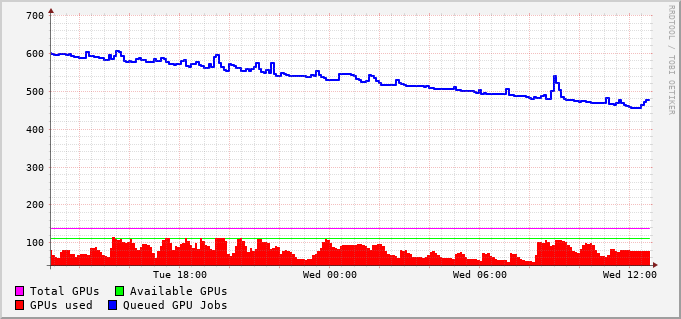 700
600
500
400
300
200
100
Tue 18:00 Wed 00:00 Wed 06:00 Wed 12:00
Total GPUs Available GPUs
GPUs used Queued GPU Jobs
RRDTOOL / TOBI OETIKER